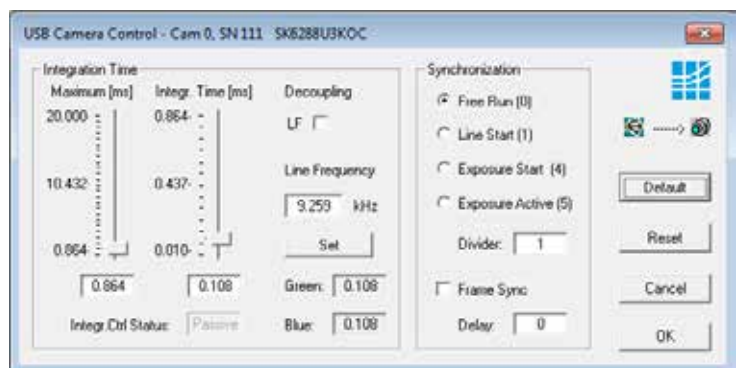 USB Camera Control - Cam 0, SN 111 SK6288U3KOC
Integration Time
Maximum [ms] Integr. Time [ms] Decoupling
20.000 0.864 LF
Line Frequency
10.432 0.437 9.259 kHz
0.864 0.010 Set
0.864 0.108 Green: 0.108
Integr.Ctrl Status: Passive Blue: 0.108
Synchronization
Free Run (0)
Line Start (1)
Exposure Start (4)
Exposure Active (5)
Divider: 1
Frame Sync
Delay: 0
Default
Reset
Cancel
OK